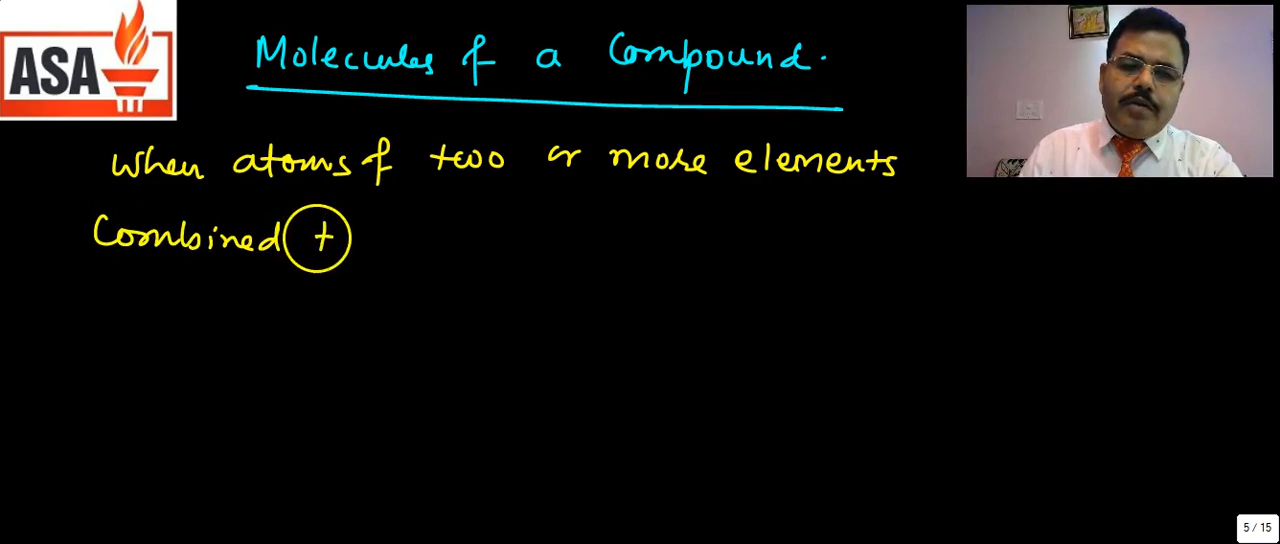 ASA
Molecules of a Compound.
when atoms of two or more elements
Combined +
5 / 15